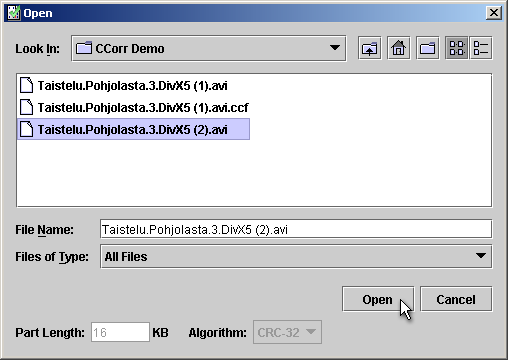 Open
Look In: CCorr Demo
Taistelu.Pohjolasta.3.DivX5 (1).avi
Taistelu.Pohjolasta.3.DivX5 (1).avi.ccf
Taistelu.Pohjolasta.3.DivX5 (2).avi
File Name: Taistelu.Pohjolasta.3.DivX5 (2).avi
Files of Type: All Files
Open Cancel
Part Length: 16 KB Algorithm: CRC-32